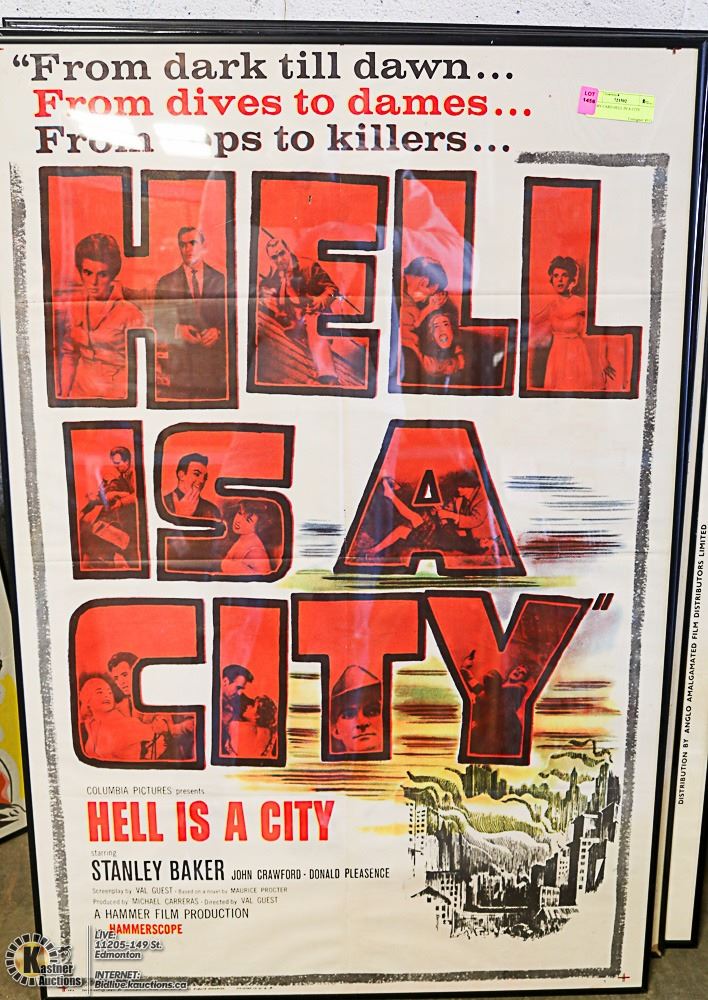 “From dark till dawn...
From dives to dames...
From cops to killers...
LOT
1458
HELL
IS A
CITY”
COLUMBIA PICTURES presents
HELL IS A CITY
starring
STANLEY BAKER JOHN CRAWFORD · DONALD PLEASENCE
Screenplay by VAL GUEST · Based on a novel by MAURICE PROCTER
Produced by MICHAEL CARRERAS · Directed by VAL GUEST
A HAMMER FILM PRODUCTION
HAMMERSCOPE
DISTRIBUTION BY ANGLO AMALGAMATED FILM DISTRIBUTORS LIMITED
K
Kastner
Auctions
LIVE:
11205-149 St.
Edmonton
INTERNET:
Bidlive.kauctions.ca